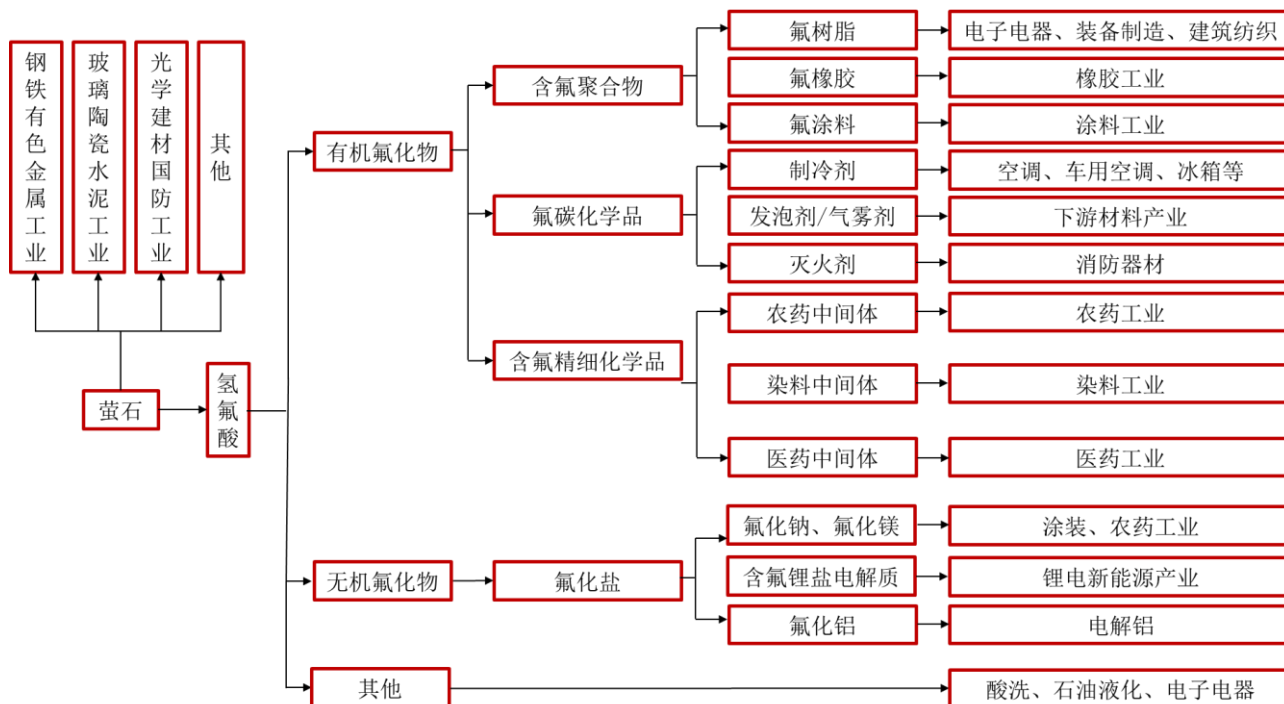 钢铁有色金属工业
玻璃陶瓷水泥工业
光学建材国防工业
其他
萤石
氢氟酸
有机氟化物
含氟聚合物
氟树脂
电子电器、装备制造、建筑纺织
氟橡胶
橡胶工业
氟涂料
涂料工业
氟碳化学品
制冷剂
空调、车用空调、冰箱等
发泡剂/气雾剂
下游材料产业
灭火剂
消防器材
含氟精细化学品
农药中间体
农药工业
染料中间体
染料工业
医药中间体
医药工业
无机氟化物
氟化盐
氟化钠、氟化镁
涂装、农药工业
含氟锂盐电解质
锂电新能源产业
氟化铝
电解铝
其他
酸洗、石油液化、电子电器